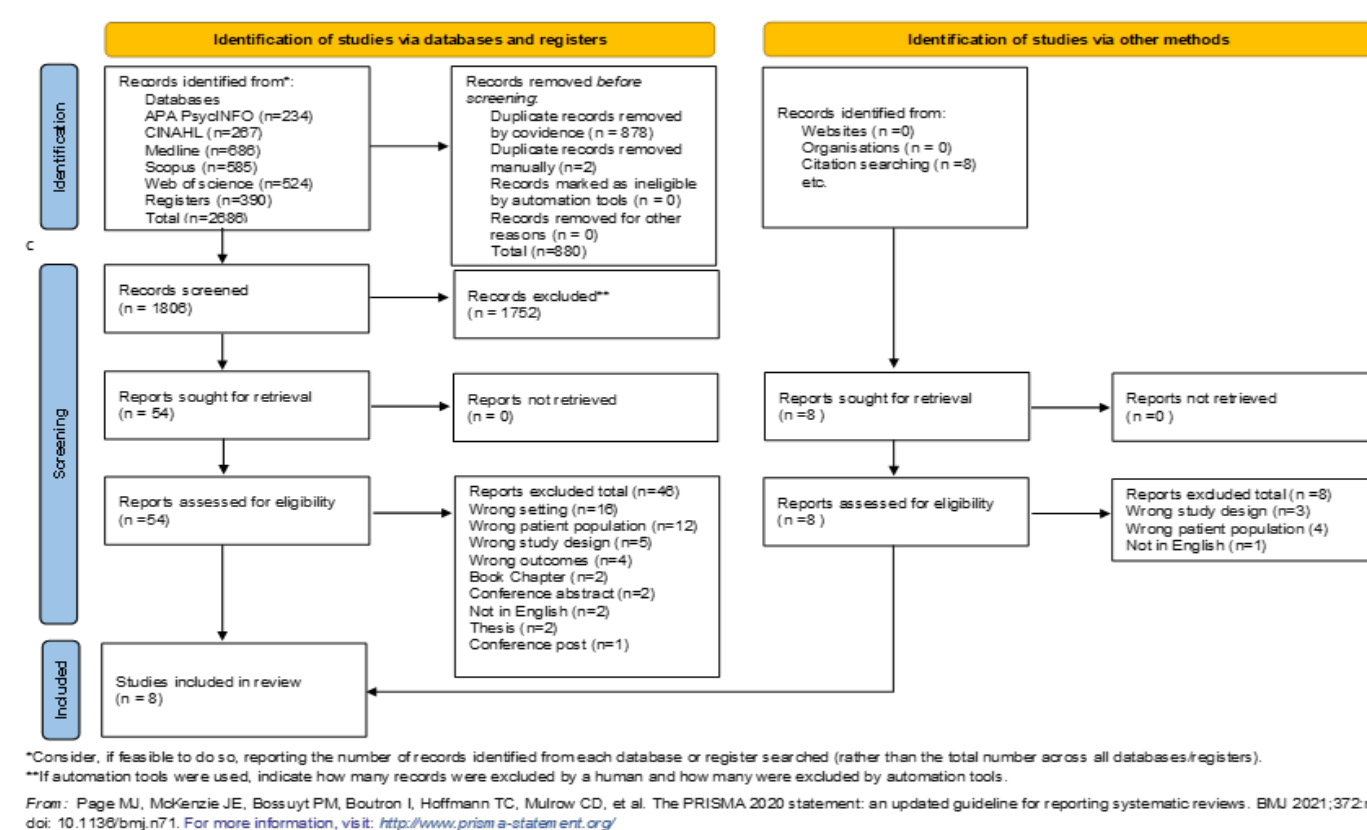 Identification of studies via databases and registers
Identification of studies via other methods
Identification
Records identified from*:
Databases
APA PsycINFO (n=234)
CINAHL (n=267)
Medline (n=686)
Scopus (n=585)
Web of science (n=524)
Registers (n=390)
Total (n=2686)
Records removed before
screening:
Duplicate records removed
by covidence (n = 878)
Duplicate records removed
manually (n=2)
Records marked as ineligible
by automation tools (n = 0)
Records removed for other
reasons (n = 0)
Total (n=880)
Records identified from:
Websites (n =0)
Organisations (n = 0)
Citation searching (n =8)
etc.
C
Screening
Records screened
(n = 1806)
Records excluded**
(n = 1752)
Reports sought for retrieval
(n = 54)
Reports not retrieved
(n = 0)
Reports sought for retrieval
(n =8 )
Reports not retrieved
(n =0 )
Reports assessed for eligibility
(n =54)
Reports excluded total (n=46)
Wrong setting (n=16)
Wrong patient population (n=12)
Wrong study design (n=5)
Wrong outcomes (n=4)
Book Chapter (n=2)
Conference abstract (n=2)
Not in English (n=2)
Thesis (n=2)
Conference post (n=1)
Reports assessed for eligibility
(n =8 )
Reports excluded total (n =8)
Wrong study design (n=3)
Wrong patient population (4)
Not in English (n=1)
Included
Studies included in review
(n = 8)
*Consider, if feasible to do so, reporting the number of records identified from each database or register searched (rather than the total number across all databases/registers).
**If automation tools were used, indicate how many records were excluded by a human and how many were excluded by automation tools.
From: Page MJ, McKenzie JE, Bossuyt PM, Boutron I, Hoffmann TC, Mulrow CD, et al. The PRISMA 2020 statement: an updated guideline for reporting systematic reviews. BMJ 2021;372:
doi: 10.1136/bmj.n71. For more information, visit: http://www.prisma-statement.org/